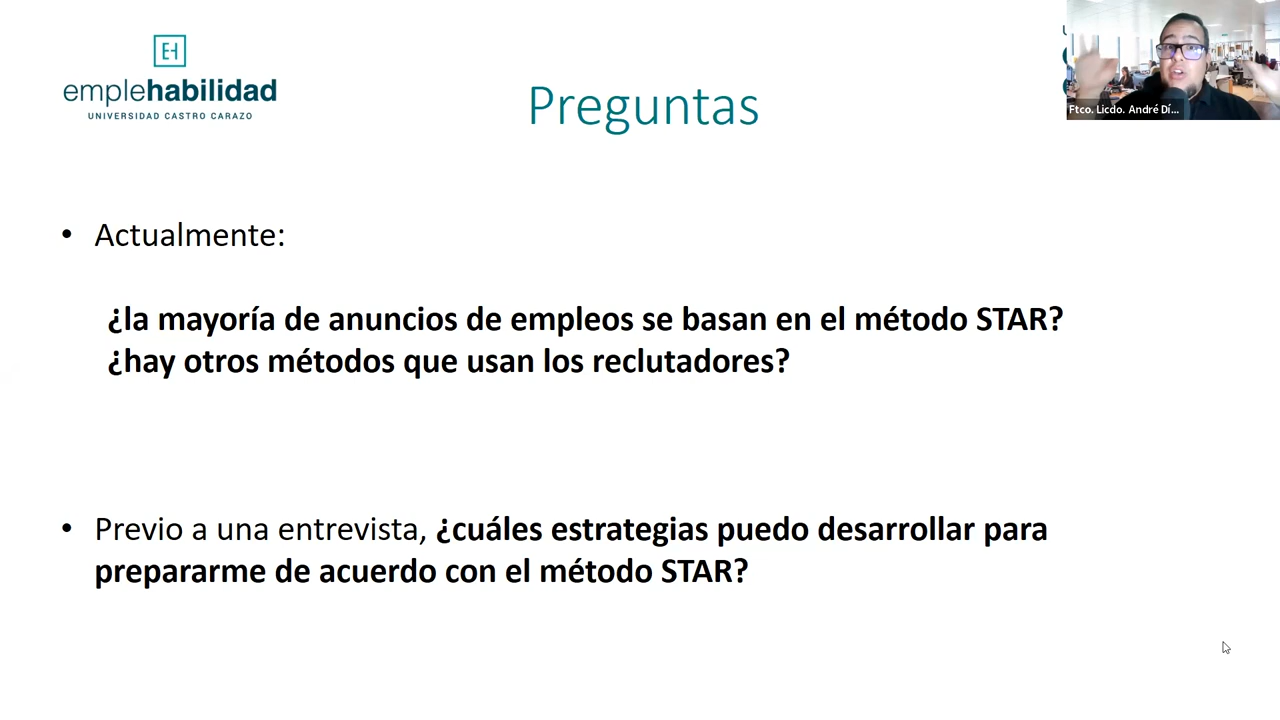 EH
emplehabilidad
UNIVERSIDAD CASTRO CARAZO
Preguntas
Ftco. Licdo. André Dí...
• Actualmente:
¿la mayoría de anuncios de empleos se basan en el método STAR?
¿hay otros métodos que usan los reclutadores?
• Previo a una entrevista, ¿cuáles estrategias puedo desarrollar para
prepararme de acuerdo con el método STAR?